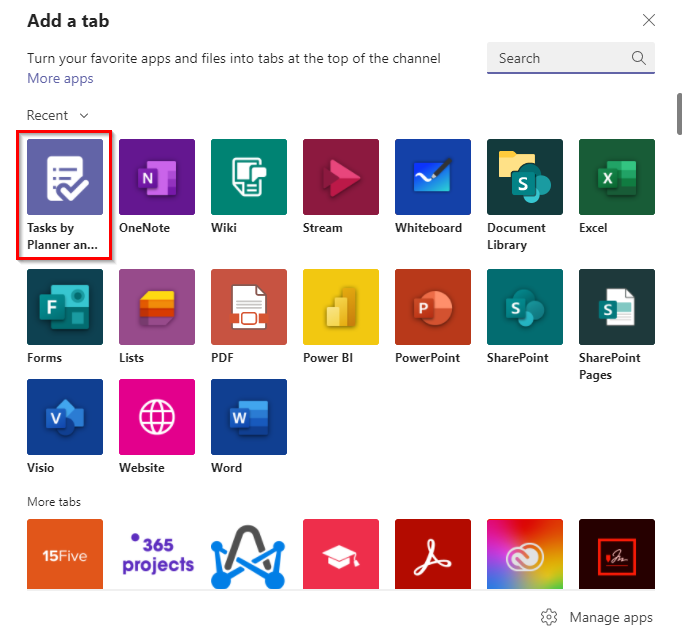 Add a tab
Turn your favorite apps and files into tabs at the top of the channel
Search
More apps
Recent
N
S
X
Tasks by
Planner an...
OneNote
Wiki
Stream
Whiteboard
Document
Library
Excel
F
P
S
S
Forms
Lists
PDF
Power BI
PowerPoint
SharePoint
SharePoint
Pages
V
W
Visio
Website
Word
More tabs
15Five
365
projects
Manage apps